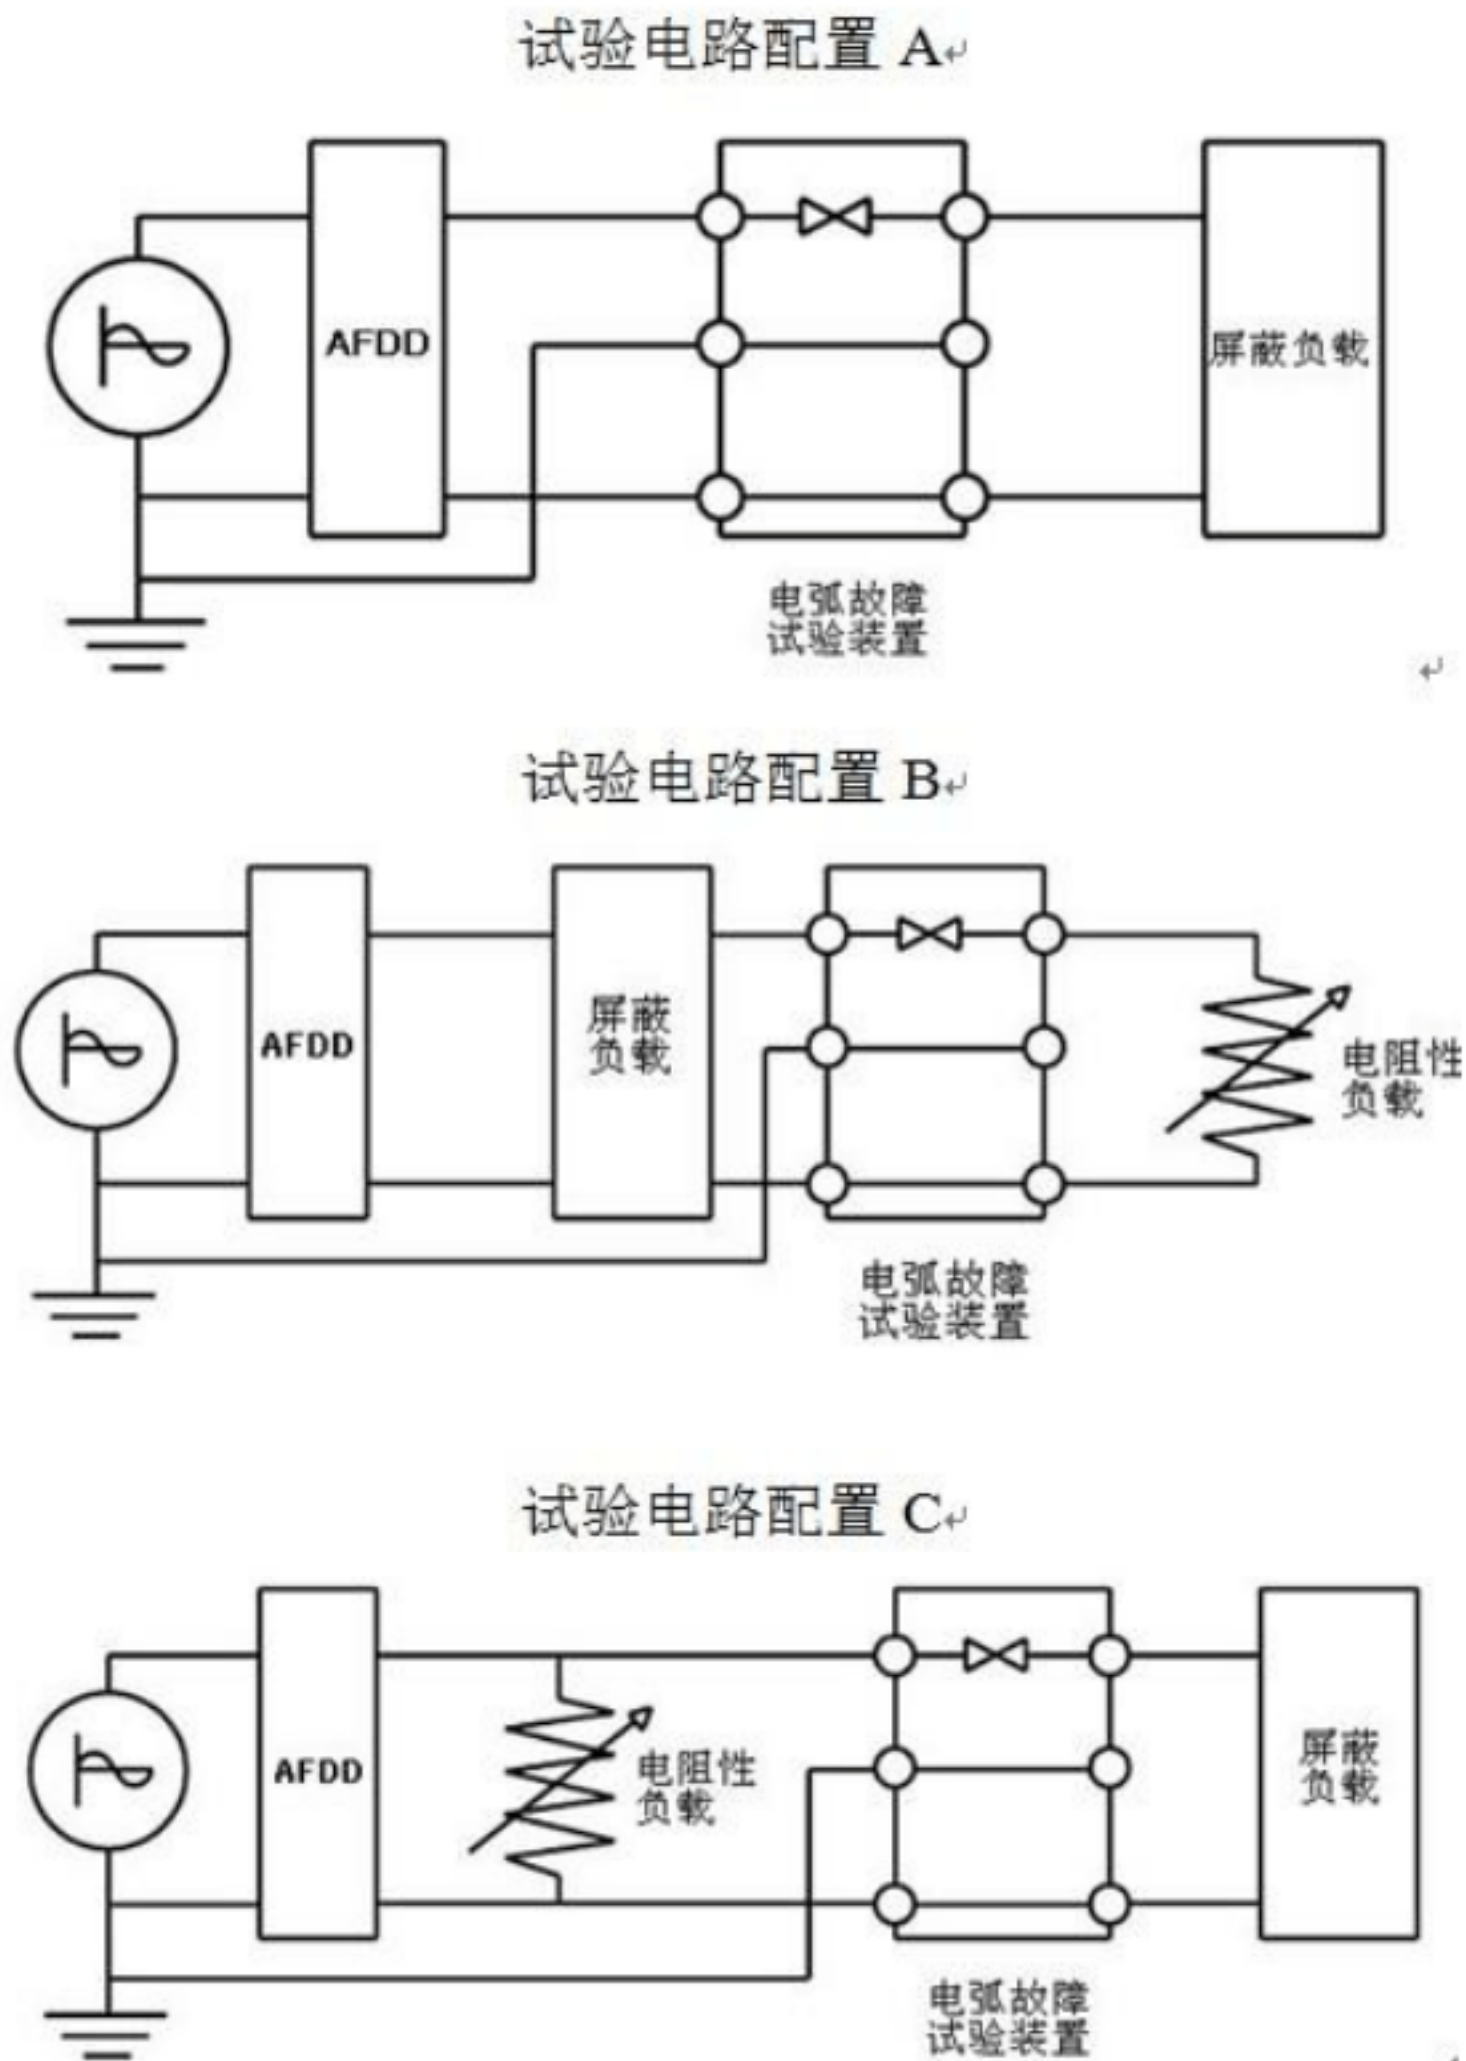 试验电路配置 A↵
AFDD
屏蔽负载
电弧故障
试验装置
↵
试验电路配置 B↵
AFDD
屏蔽
负载
电阻性
负载
电弧故障
试验装置
试验电路配置 C↵
AFDD
电阻性
负载
屏蔽
负载
电弧故障
试验装置